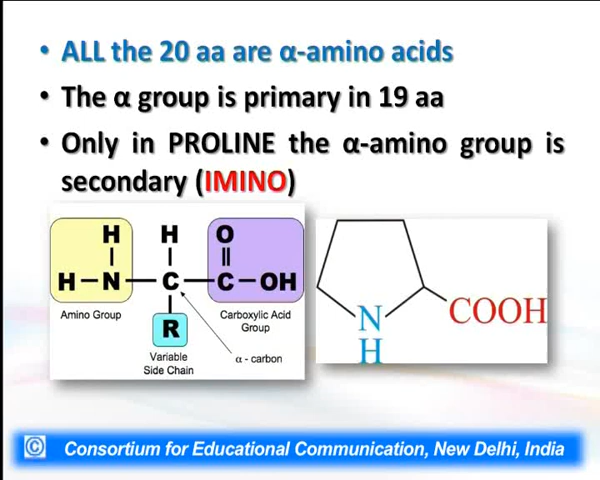 • ALL the 20 aa are α-amino acids
• The α group is primary in 19 aa
• Only in PROLINE the α-amino group is
secondary (IMINO)
H H O
H–N–C–C–OH
R
Amino Group
Carboxylic Acid
Group
Variable
Side Chain
α - carbon
N
H
COOH
© Consortium for Educational Communication, New Delhi, India